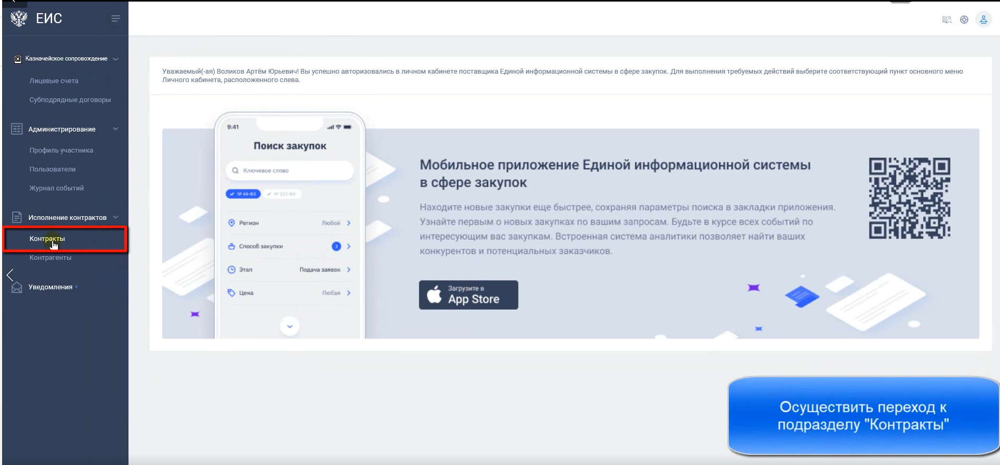 ЕИС
Казначейское сопровождение
Лицевые счета
Субподрядные договоры
Администрирование
Профиль участника
Пользователи
Журнал событий
Исполнение контрактов
Контракты
Контрагенты
Уведомления
Уважаемый(-ая) Воликов Артём Юрьевич! Вы успешно авторизовались в личном кабинете поставщика Единой информационной системы в сфере закупок. Для выполнения требуемых действий выберите соответствующий пункт основного меню
Личного кабинета, расположенного слева.
9:41
Поиск закупок
Ключевое слово
№ 44-ФЗ № 223-ФЗ
Регион Любой
Способ закупки 3
Этап Подача заявок
Цена Любая
Мобильное приложение Единой информационной системы
в сфере закупок
Находите новые закупки еще быстрее, сохраняя параметры поиска в закладки приложения.
Узнайте первым о новых закупках по вашим запросам. Будьте в курсе всех событий по
интересующим вас закупкам. Встроенная система аналитики позволяет найти ваших
конкурентов и потенциальных заказчиков.
Загрузите в
App Store
Осуществить переход к
подразделу "Контракты"